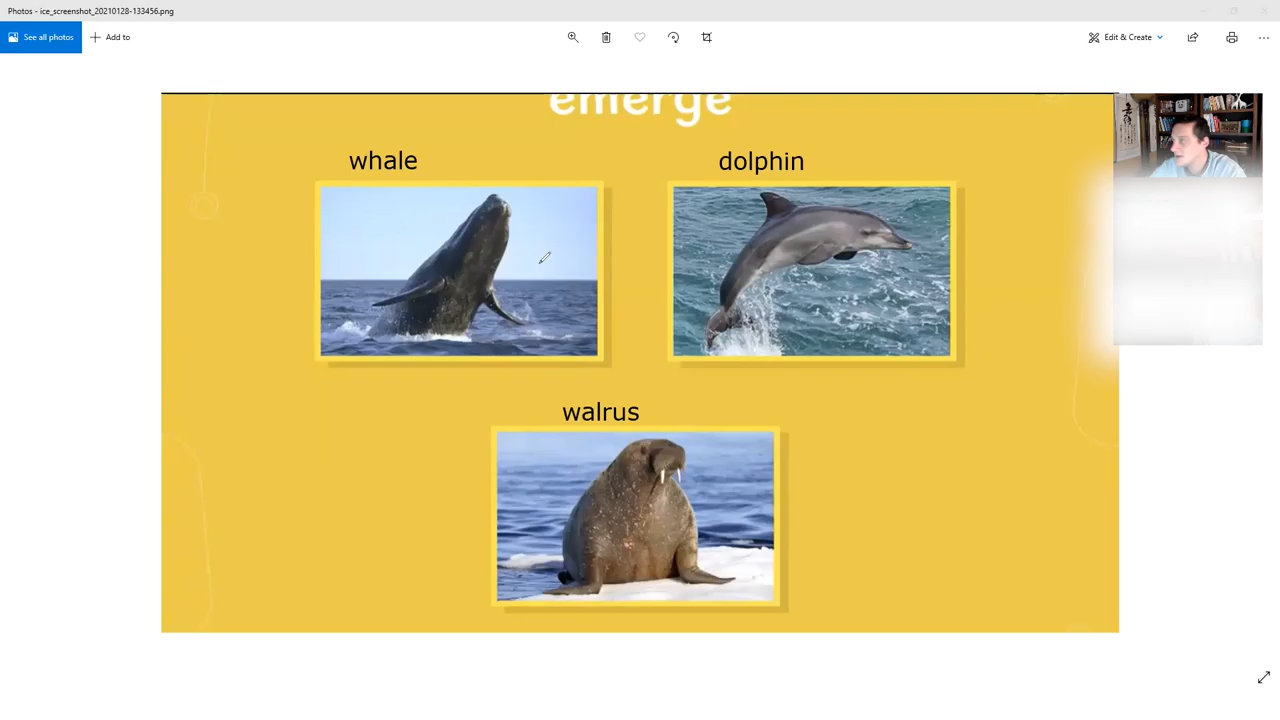 Photos - ice_screenshot_20210128-133456.png
See all photos
Add to
Edit & Create
emerge
whale
dolphin
walrus